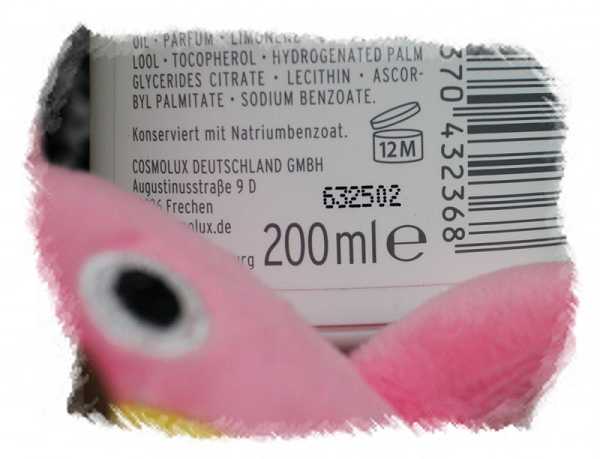 ÖL · PARFUM · LIMONENE
LOOL · TOCOPHEROL · HYDROGENATED PALM
GLYCERIDES CITRATE · LECITHIN · ASCOR-
BYL PALMITATE · SODIUM BENZOATE.
Konserviert mit Natriumbenzoat.
12M
COSMOLUX DEUTSCHLAND GMBH
Augustinusstraße 9 D
Frechen
632502
200ml e
370 432368